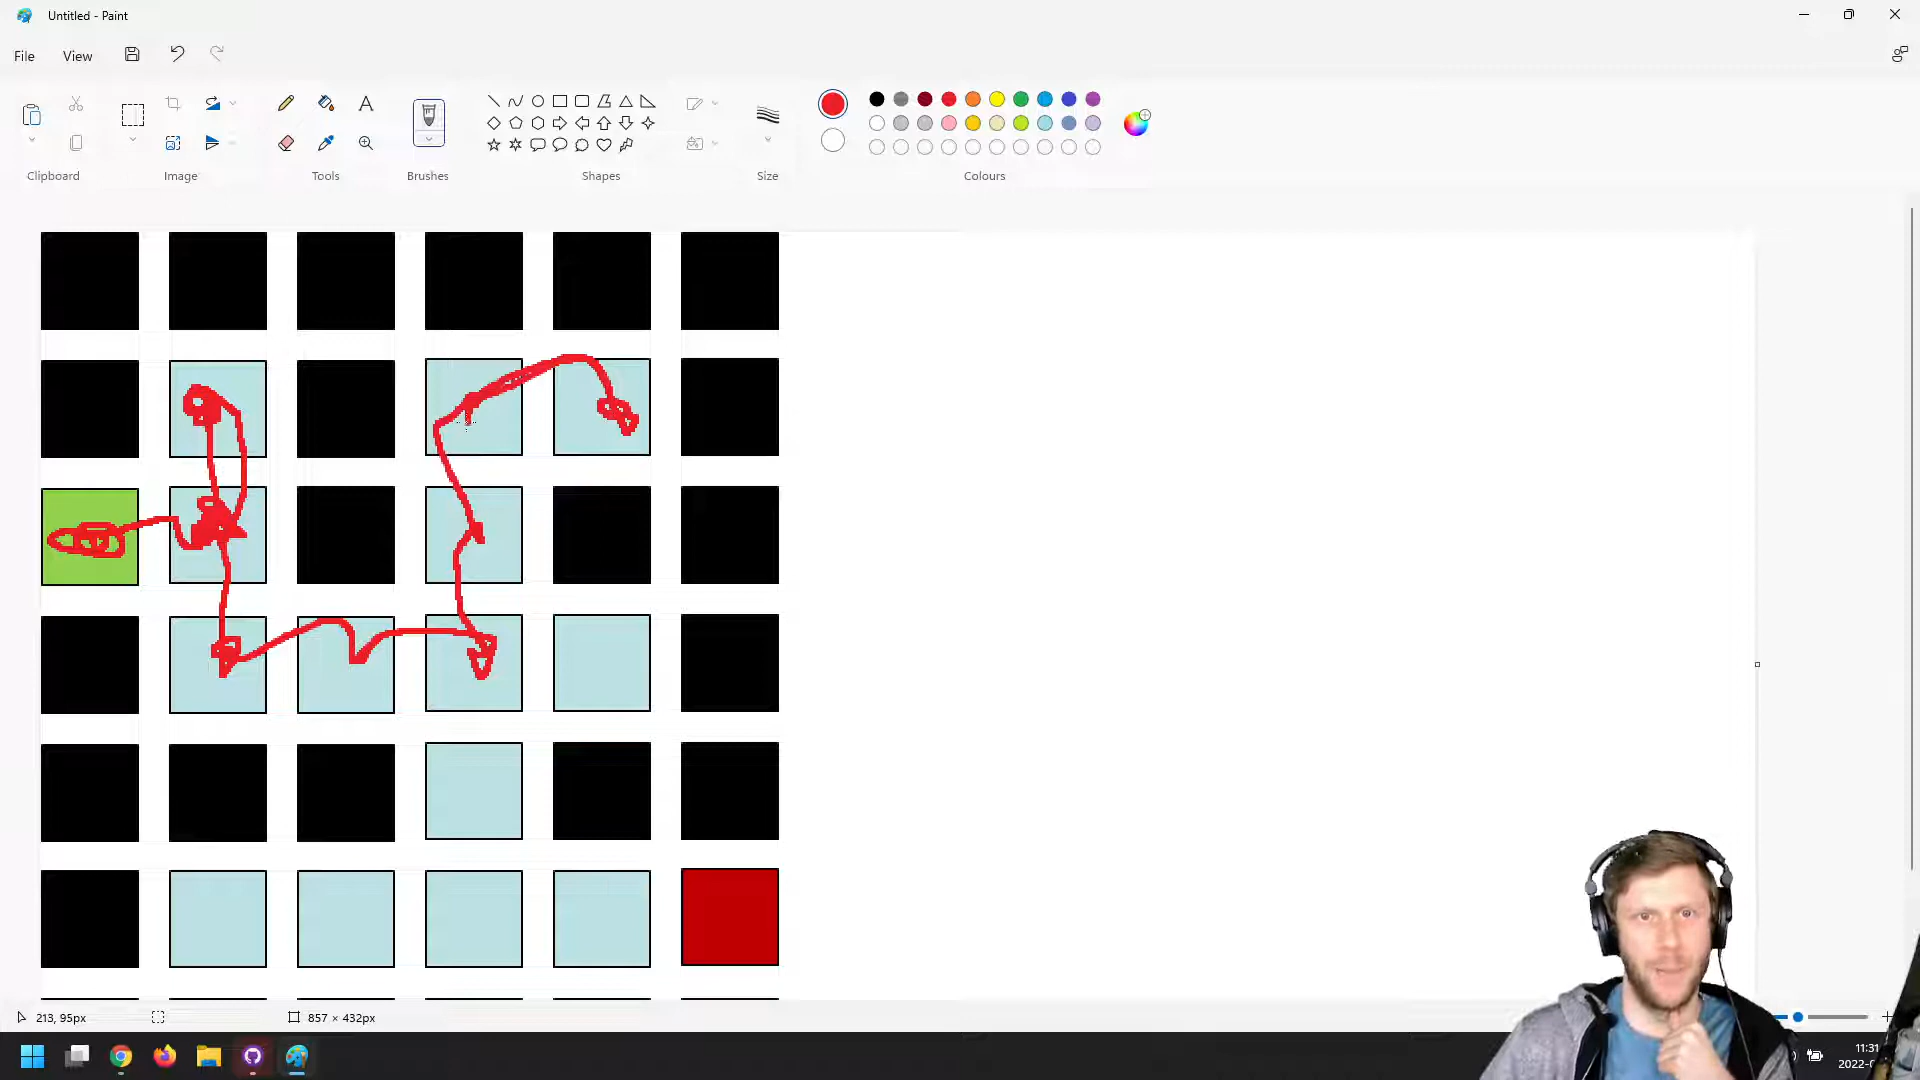 Untitled - Paint
File View
Clipboard Image Tools Brushes Shapes Size Colours
213, 95px 857 × 432px
11:31